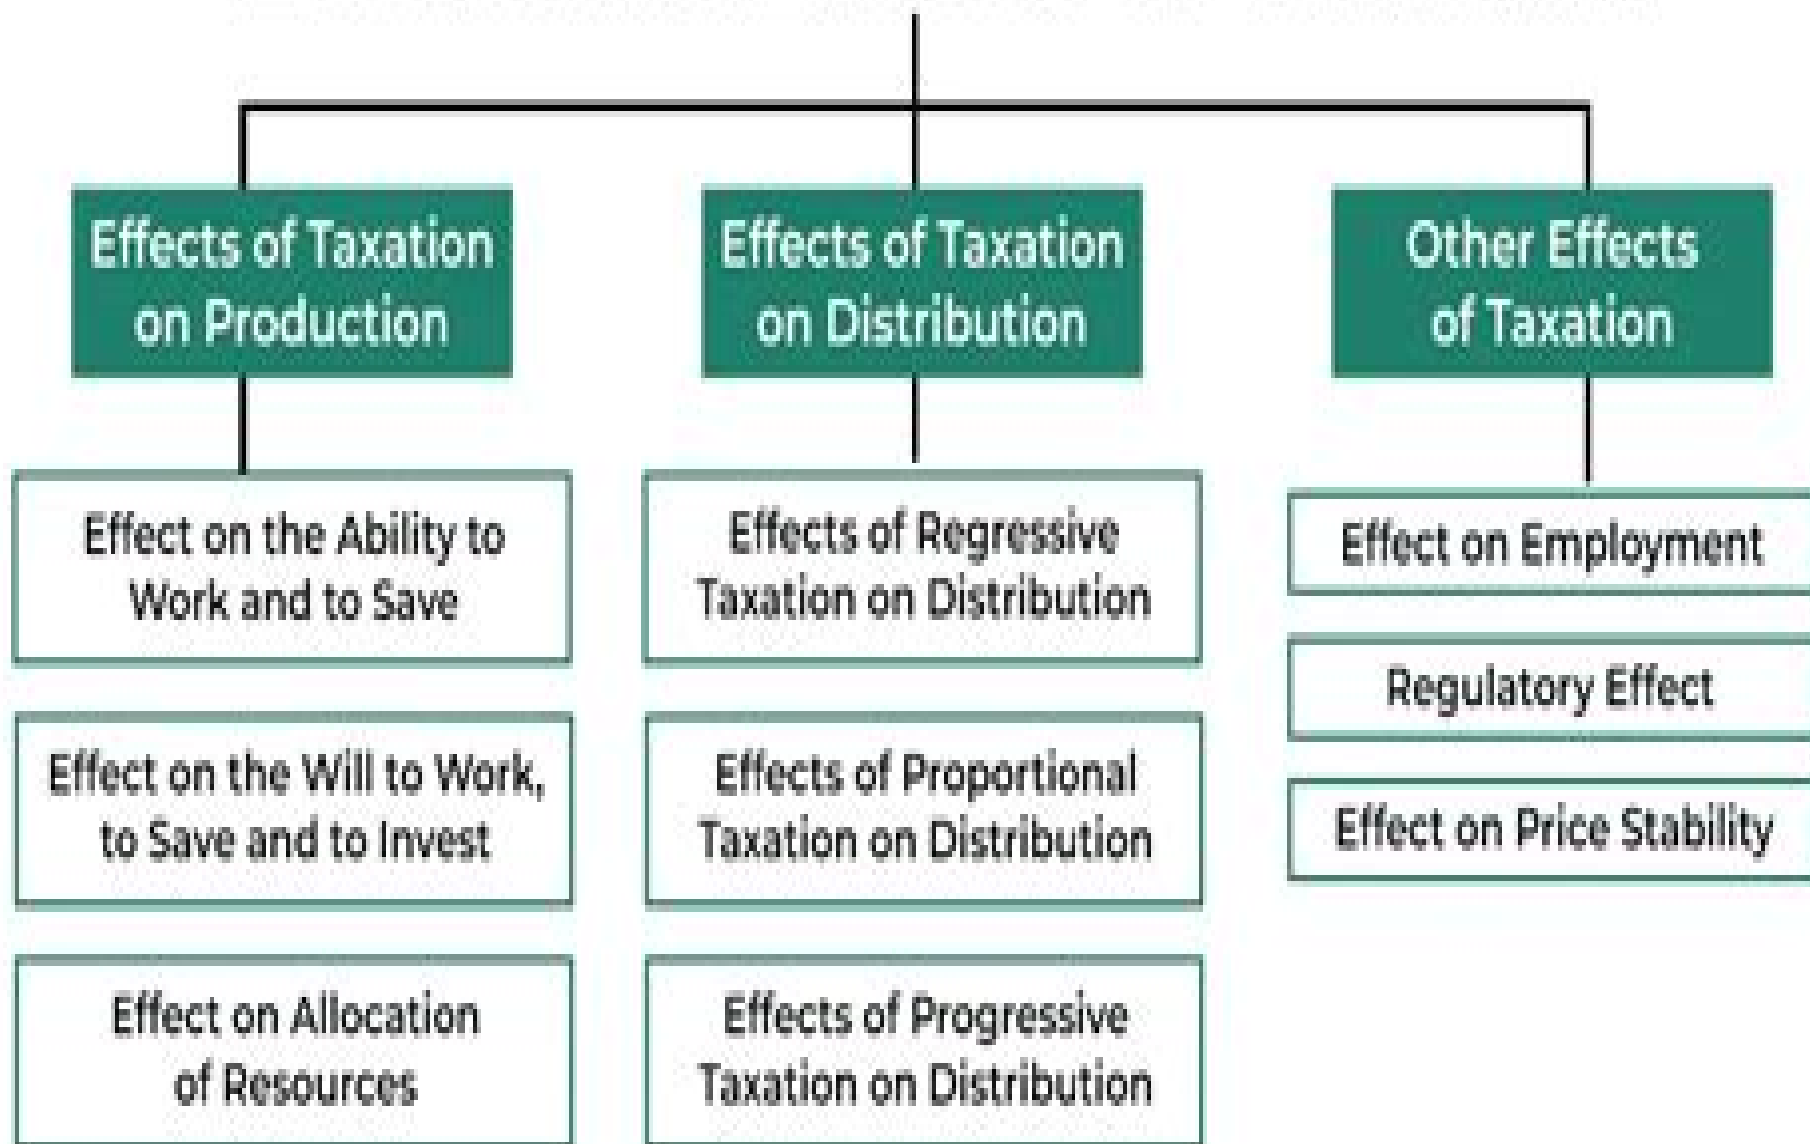 Effects of Taxation
on Production
Effect on the Ability to
Work and to Save
Effect on the Will to Work,
to Save and to Invest
Effect on Allocation
of Resources
Effects of Taxation
on Distribution
Effects of Regressive
Taxation on Distribution
Effects of Proportional
Taxation on Distribution
Effects of Progressive
Taxation on Distribution
Other Effects
of Taxation
Effect on Employment
Regulatory Effect
Effect on Price Stability